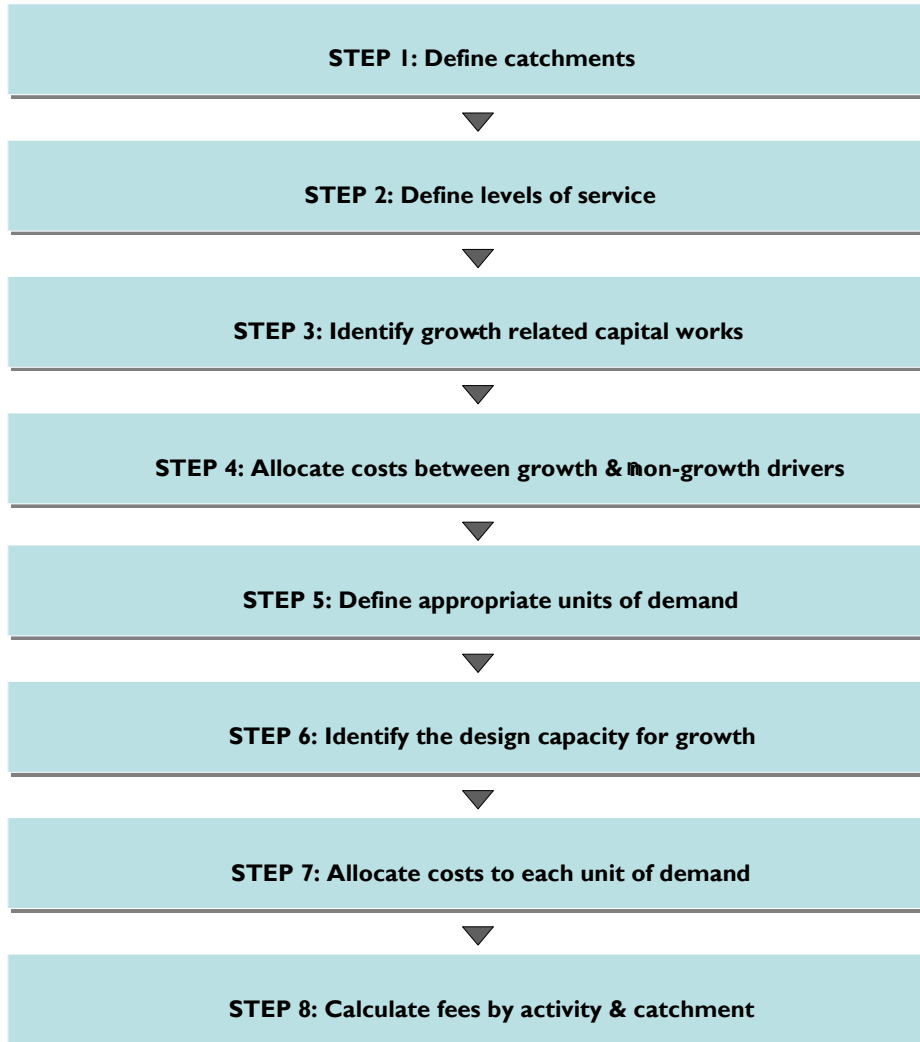 STEP 1: Define catchments
STEP 2: Define levels of service
STEP 3: Identify growth related capital works
STEP 4: Allocate costs between growth & non-growth drivers
STEP 5: Define appropriate units of demand
STEP 6: Identify the design capacity for growth
STEP 7: Allocate costs to each unit of demand
STEP 8: Calculate fees by activity & catchment